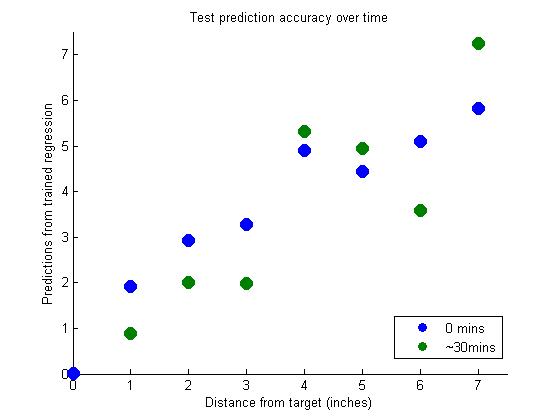 Test prediction accuracy over time
Predictions from trained regression
7
6
5
4
3
2
1
0
0 1 2 3 4 5 6 7
Distance from target (inches)
0 mins
~30mins